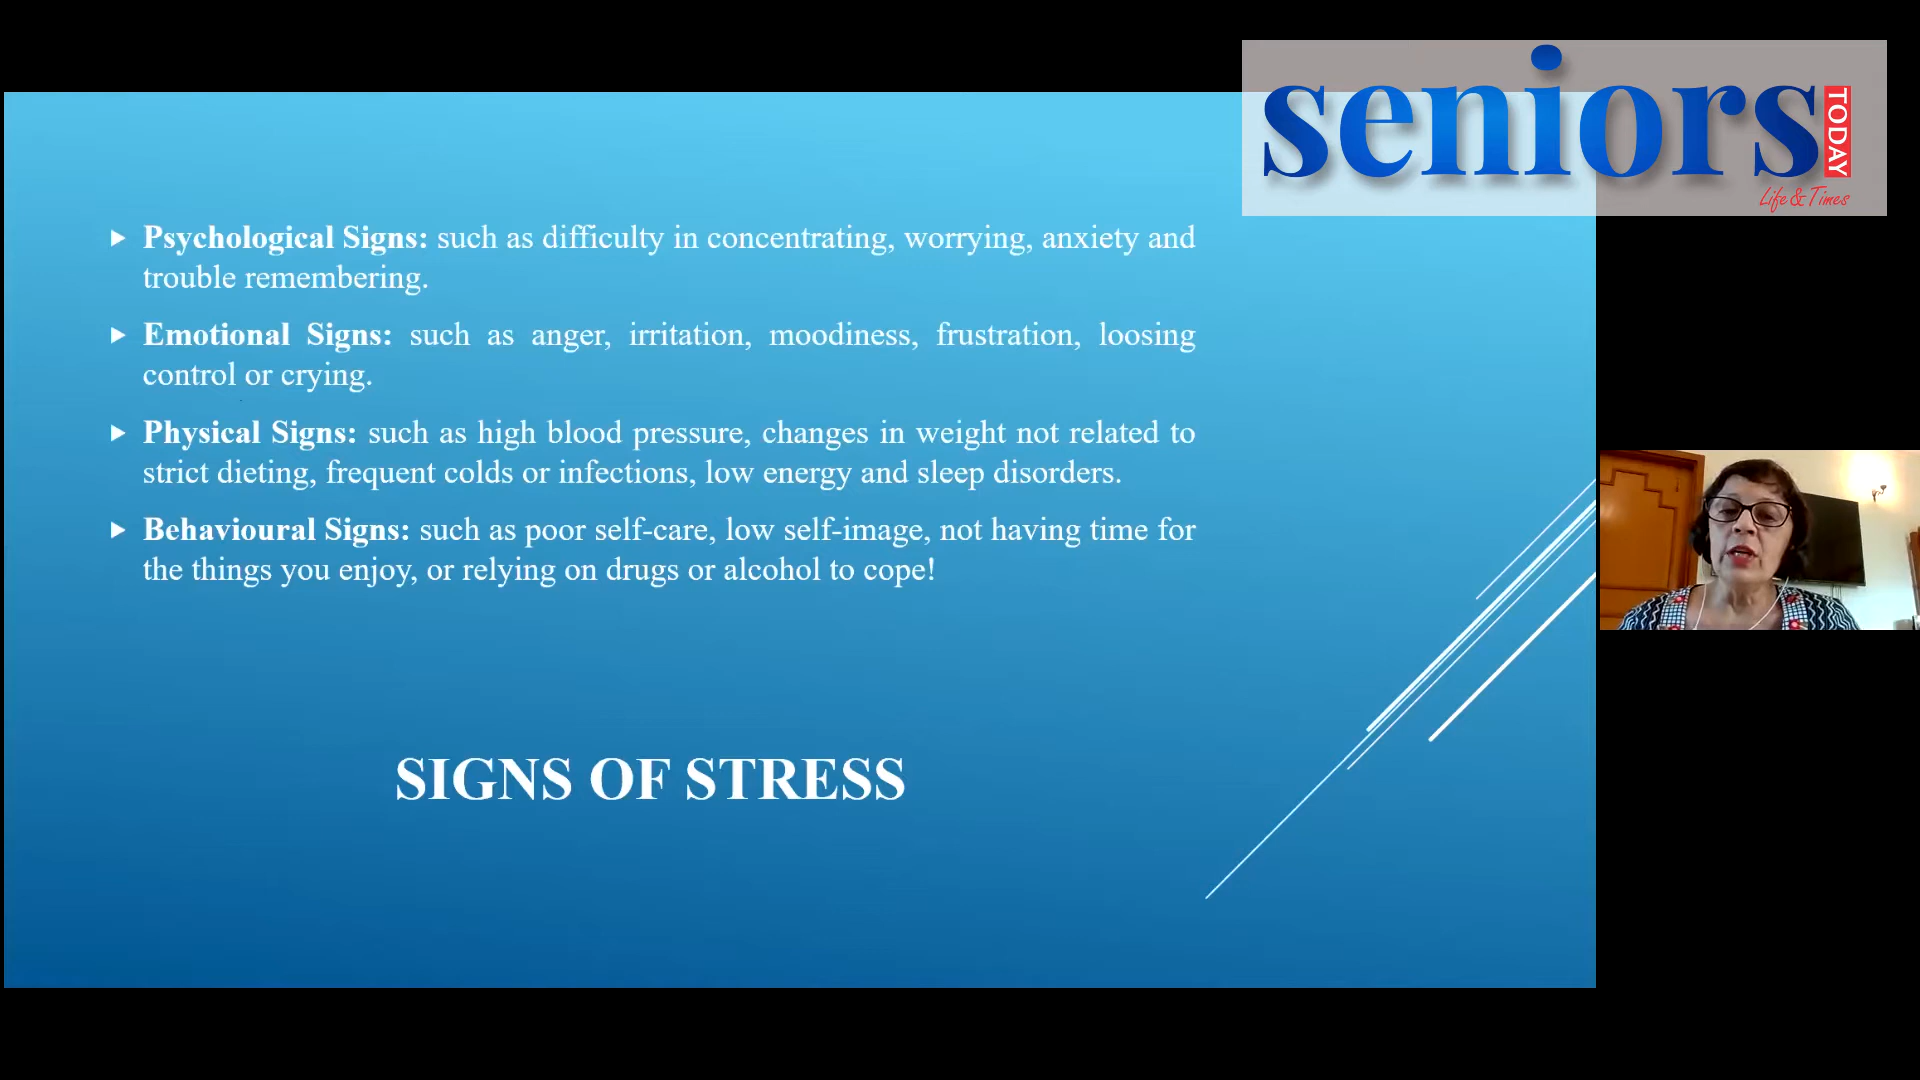 seniors
TODAY
Life & Times
Psychological Signs: such as difficulty in concentrating, worrying, anxiety and
trouble remembering.
Emotional Signs: such as anger, irritation, moodiness, frustration, loosing
control or crying.
Physical Signs: such as high blood pressure, changes in weight not related to
strict dieting, frequent colds or infections, low energy and sleep disorders.
Behavioural Signs: such as poor self-care, low self-image, not having time for
the things you enjoy, or relying on drugs or alcohol to cope!
SIGNS OF STRESS